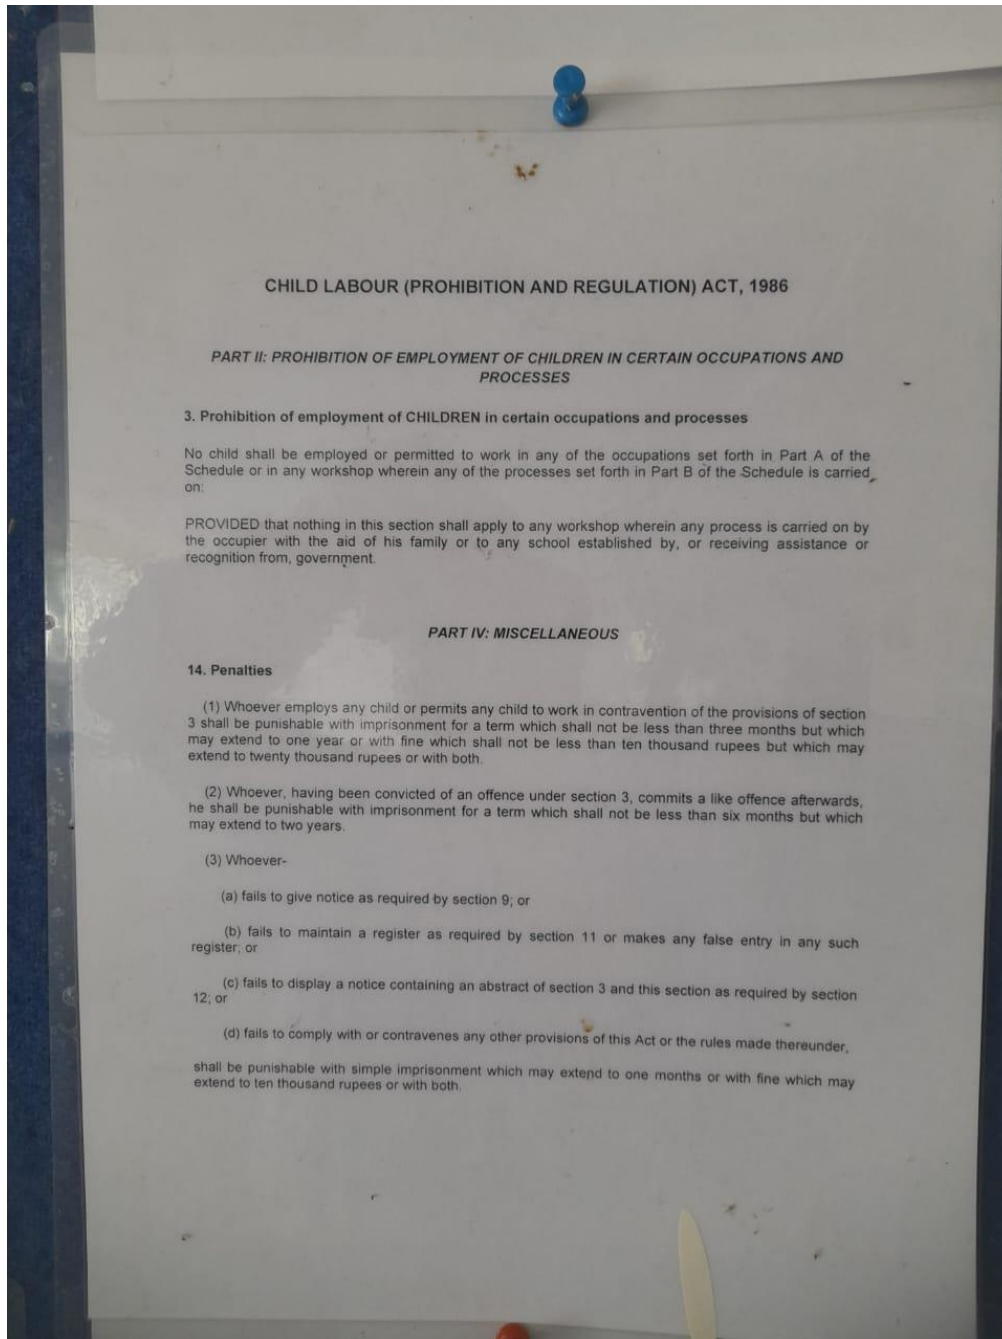 CHILD LABOUR (PROHIBITION AND REGULATION) ACT, 1986
PART II: PROHIBITION OF EMPLOYMENT OF CHILDREN IN CERTAIN OCCUPATIONS AND
PROCESSES
3. Prohibition of employment of CHILDREN in certain occupations and processes
No child shall be employed or permitted to work in any of the occupations set forth in Part A of the
Schedule or in any workshop wherein any of the processes set forth in Part B of the Schedule is carried
on:
PROVIDED that nothing in this section shall apply to any workshop wherein any process is carried on by
the occupier with the aid of his family or to any school established by, or receiving assistance or
recognition from, government.
PART IV: MISCELLANEOUS
14. Penalties
(1) Whoever employs any child or permits any child to work in contravention of the provisions of section
3 shall be punishable with imprisonment for a term which shall not be less than three months but which
may extend to one year or with fine which shall not be less than ten thousand rupees but which may
extend to twenty thousand rupees or with both.
(2) Whoever, having been convicted of an offence under section 3, commits a like offence afterwards,
he shall be punishable with imprisonment for a term which shall not be less than six months but which
may extend to two years.
(3) Whoever-
(a) fails to give notice as required by section 9; or
(b) fails to maintain a register as required by section 11 or makes any false entry in any such
register; or
(c) fails to display a notice containing an abstract of section 3 and this section as required by section
12; or
(d) fails to comply with or contravenes any other provisions of this Act or the rules made thereunder,
shall be punishable with simple imprisonment which may extend to one months or with fine which may
extend to ten thousand rupees or with both.